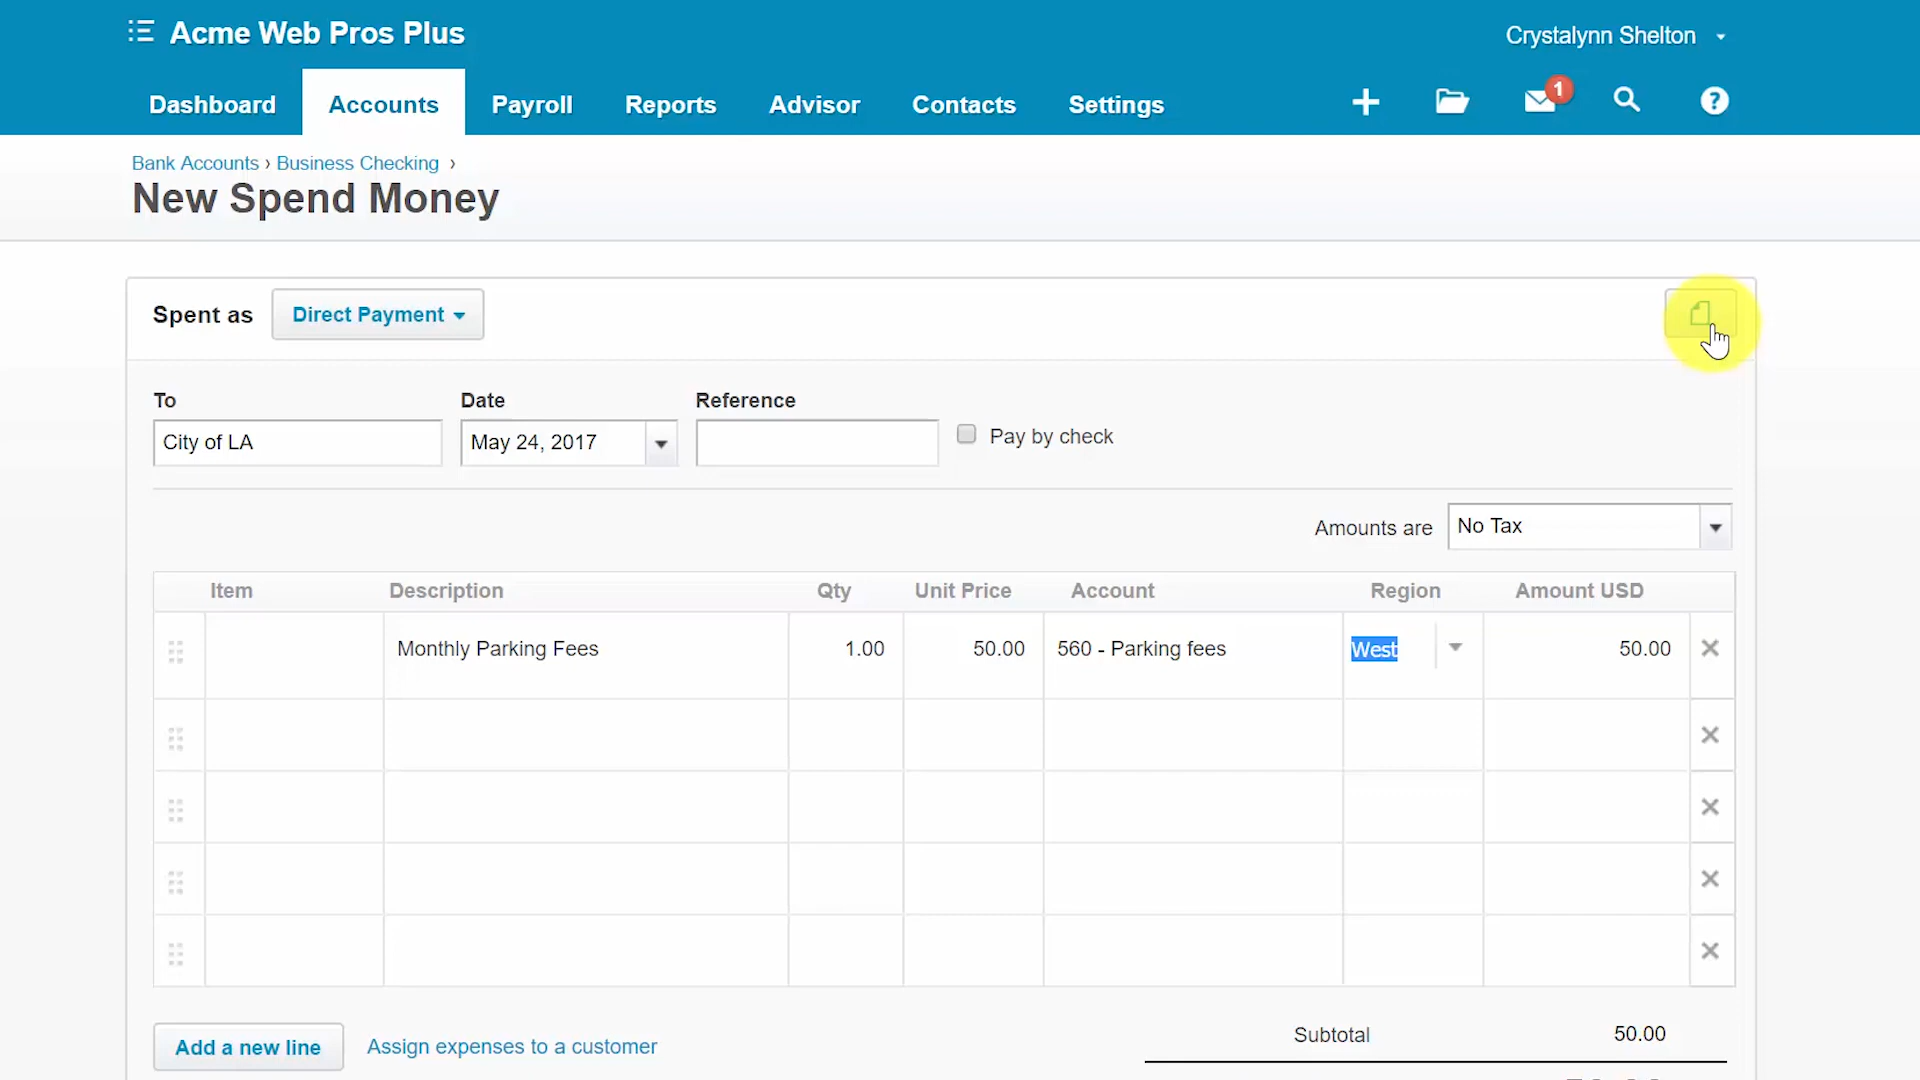 Acme Web Pros Plus
Crystalynn Shelton
Dashboard Accounts Payroll Reports Advisor Contacts Settings 1 ?
Bank Accounts › Business Checking ›
New Spend Money
Spent as Direct Payment
To Date Reference
City of LA May 24, 2017 Pay by check
Amounts are No Tax
Item Description Qty Unit Price Account Region Amount USD
Monthly Parking Fees 1.00 50.00 560 - Parking fees West 50.00
Add a new line Assign expenses to a customer
Subtotal 50.00